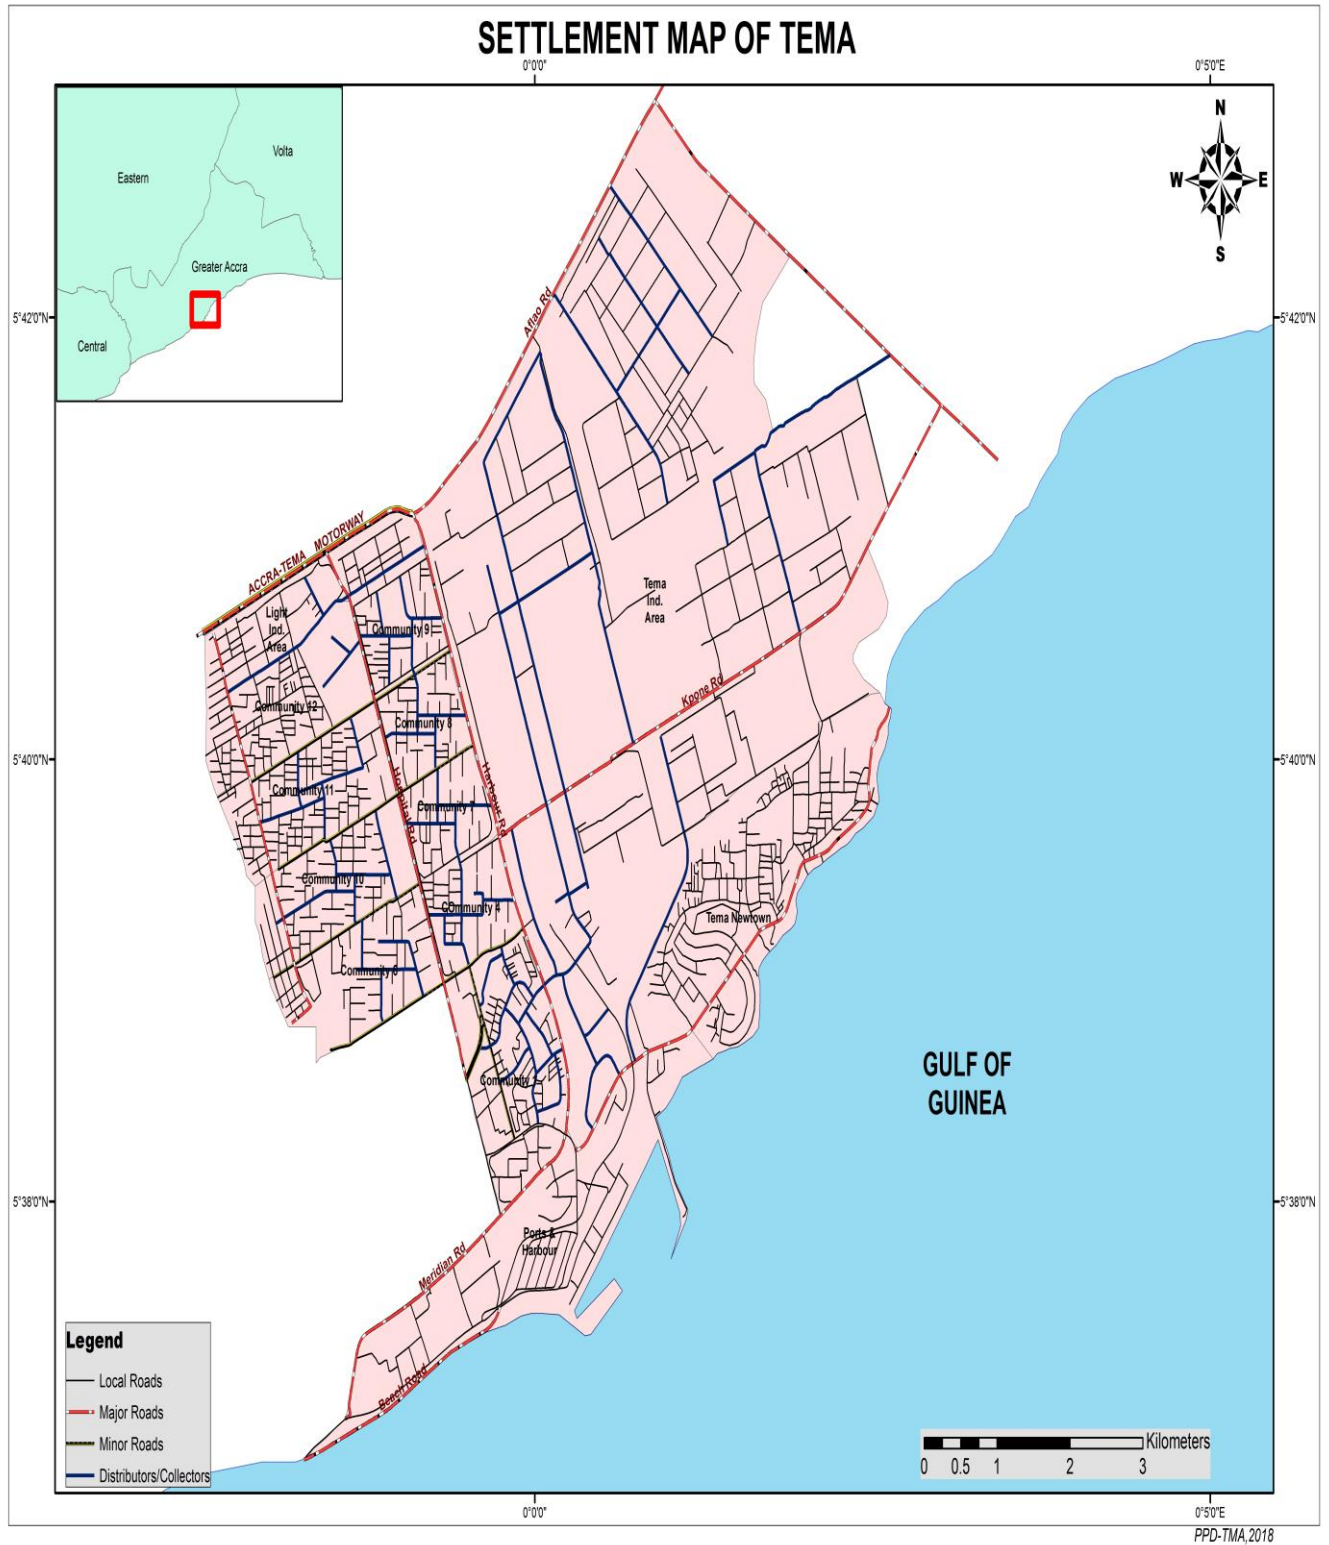 SETTLEMENT MAP OF TEMA
0°0'0"
0°5'0"E
Eastern
Volta
Greater Accra
Central
N
W
E
S
5°42'0"N
5°42'0"N
Aflao Rd
ACCRA-TEMA MOTORWAY
Light
Ind.
Area
Community 9
Tema
Ind.
Area
Community 12
Community 8
Kpone Rd
5°40'0"N
5°40'0"N
Community 11
Hospital Rd
Harbour Rd
Community 7
Community 10
Community 4
Tema Newtown
GULF OF
GUINEA
5°38'0"N
5°38'0"N
Ports &
Harbour
Meridian Rd
Beach Road
Legend
Local Roads
Major Roads
Minor Roads
Distributors/Collectors
Kilometers
0 0.5 1 2 3
0°0'0"
0°5'0"E
PPD-TMA,2018